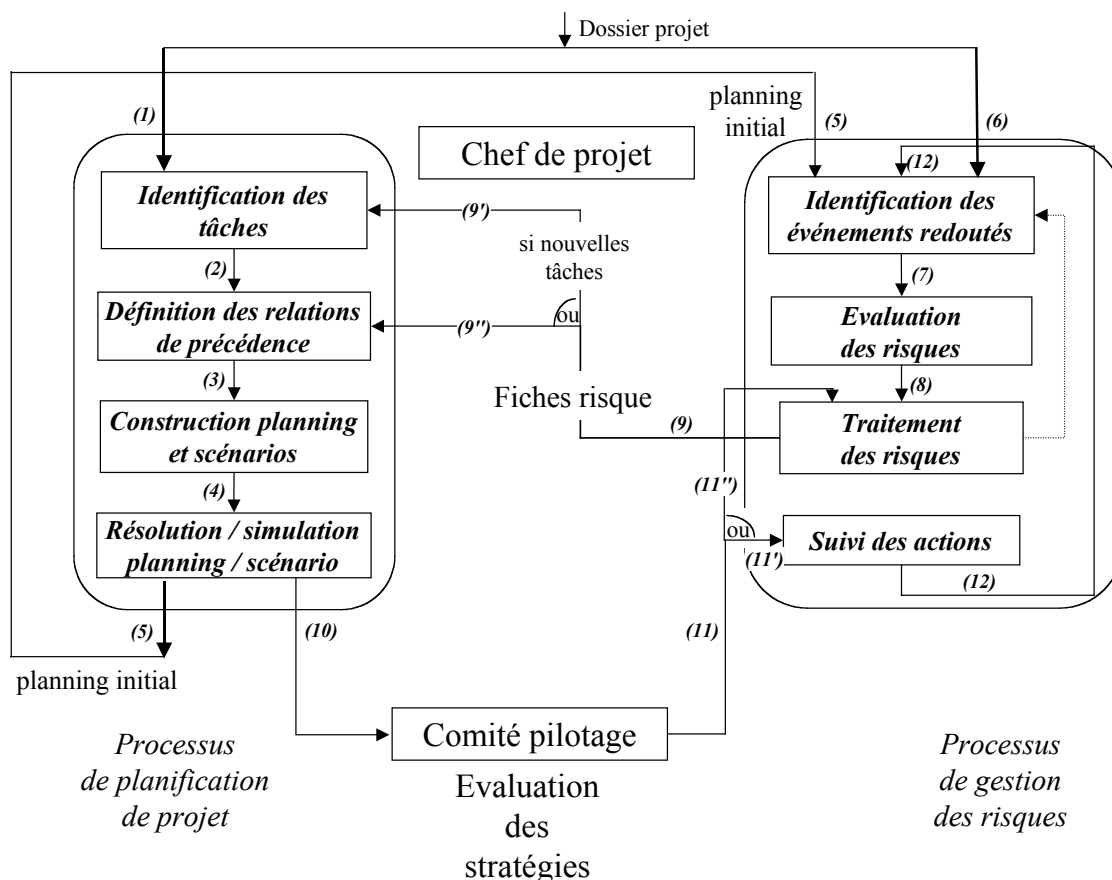 Dossier projet
planning
initial
(1)
(5)
(6)
Chef de projet
(12)
Identification des
tâches
(9')
Identification des
événements redoutés
si nouvelles
tâches
(2)
(7)
ou
Définition des relations
de précédence
(9'')
Evaluation
des risques
(3)
(8)
Fiches risque
Construction planning
et scénarios
(9)
Traitement
des risques
(4)
(11'')
Résolution / simulation
planning / scénario
ou
Suivi des actions
(11')
(12)
(5)
(10)
(11)
planning initial
Comité pilotage
Processus
de planification
de projet
Evaluation
des
stratégies
Processus
de gestion
des risques